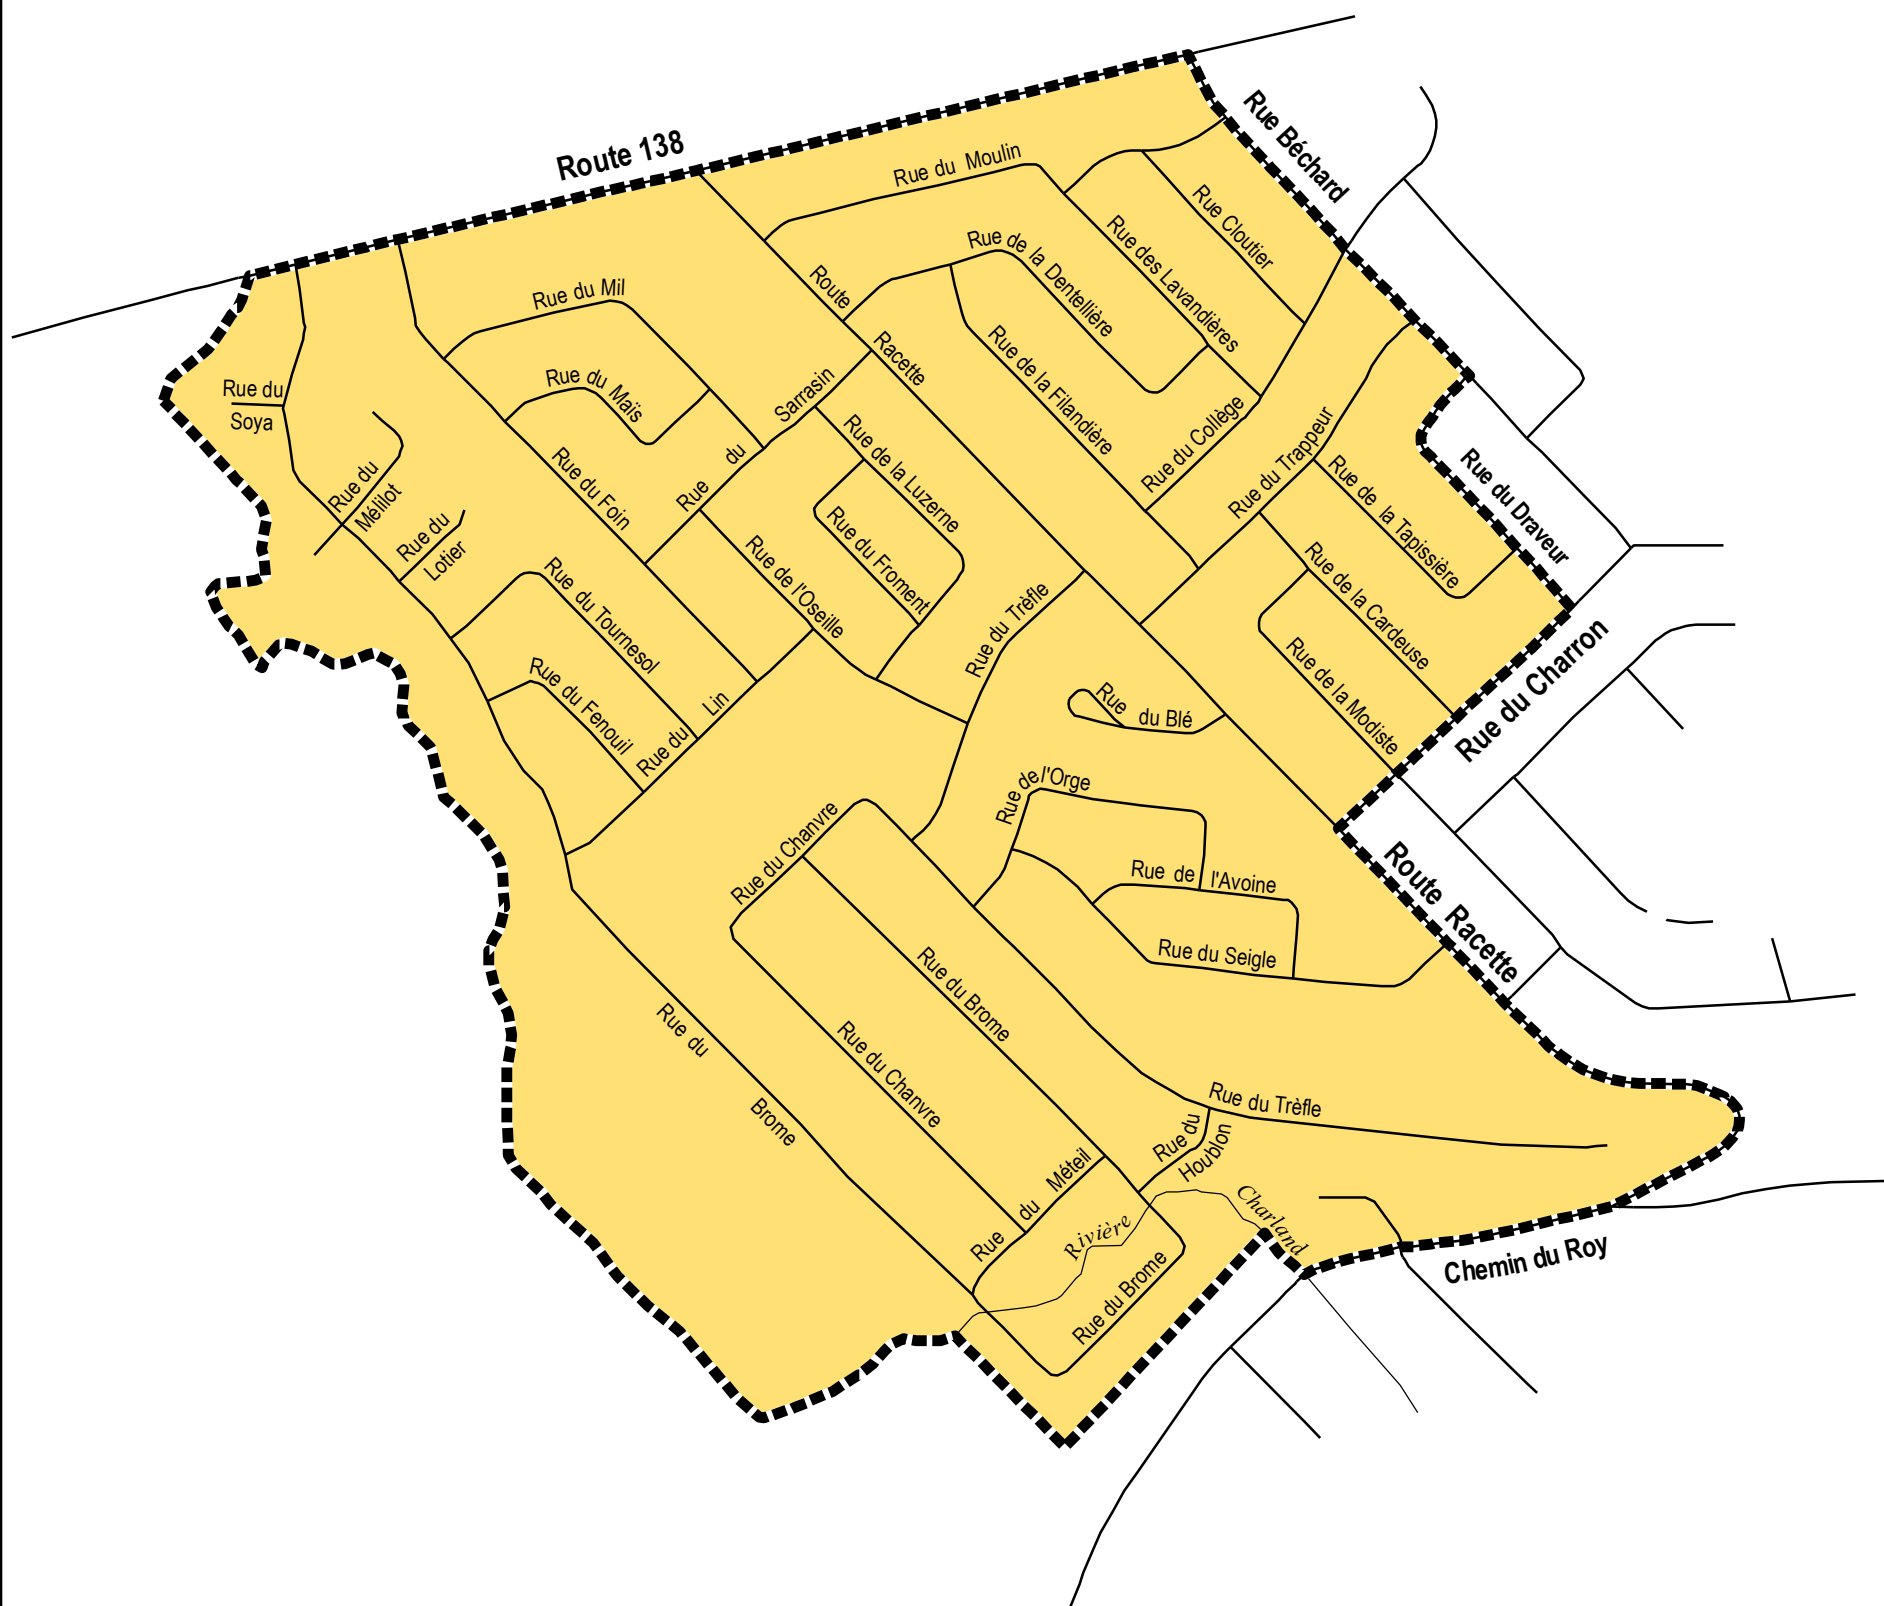 Route 138
Rue Béchard
Rue du Moulin
Rue Cloutier
Rue des Lavandières
Rue de la Dentellière
Rue du Mil
Route
Racette
Rue de la Filandière
Rue du Maïs
Rue du
Soya
Rue du Sarrasin
Rue du Collège
Rue du Trappeur
Rue de la Luzerne
Rue du Foin
Rue du
Mélilot
Rue du
Lotier
Rue du Froment
Rue de l'Oseille
Rue de la Tapissière
Rue du Draveur
Rue de la Cardeuse
Rue du Tournesol
Rue du Trèfle
Rue du Fenouil
Rue du Lin
Rue du Blé
Rue de la Modiste
Rue du Charron
Rue de l'Orge
Rue du Chanvre
Rue de l'Avoine
Route Racette
Rue du Seigle
Rue du Brome
Rue du
Brome
Rue du Chanvre
Rue du Trèfle
Rue du
Houblon
Rue du Méteil
Rivière
Charland
Rue du Brome
Chemin du Roy